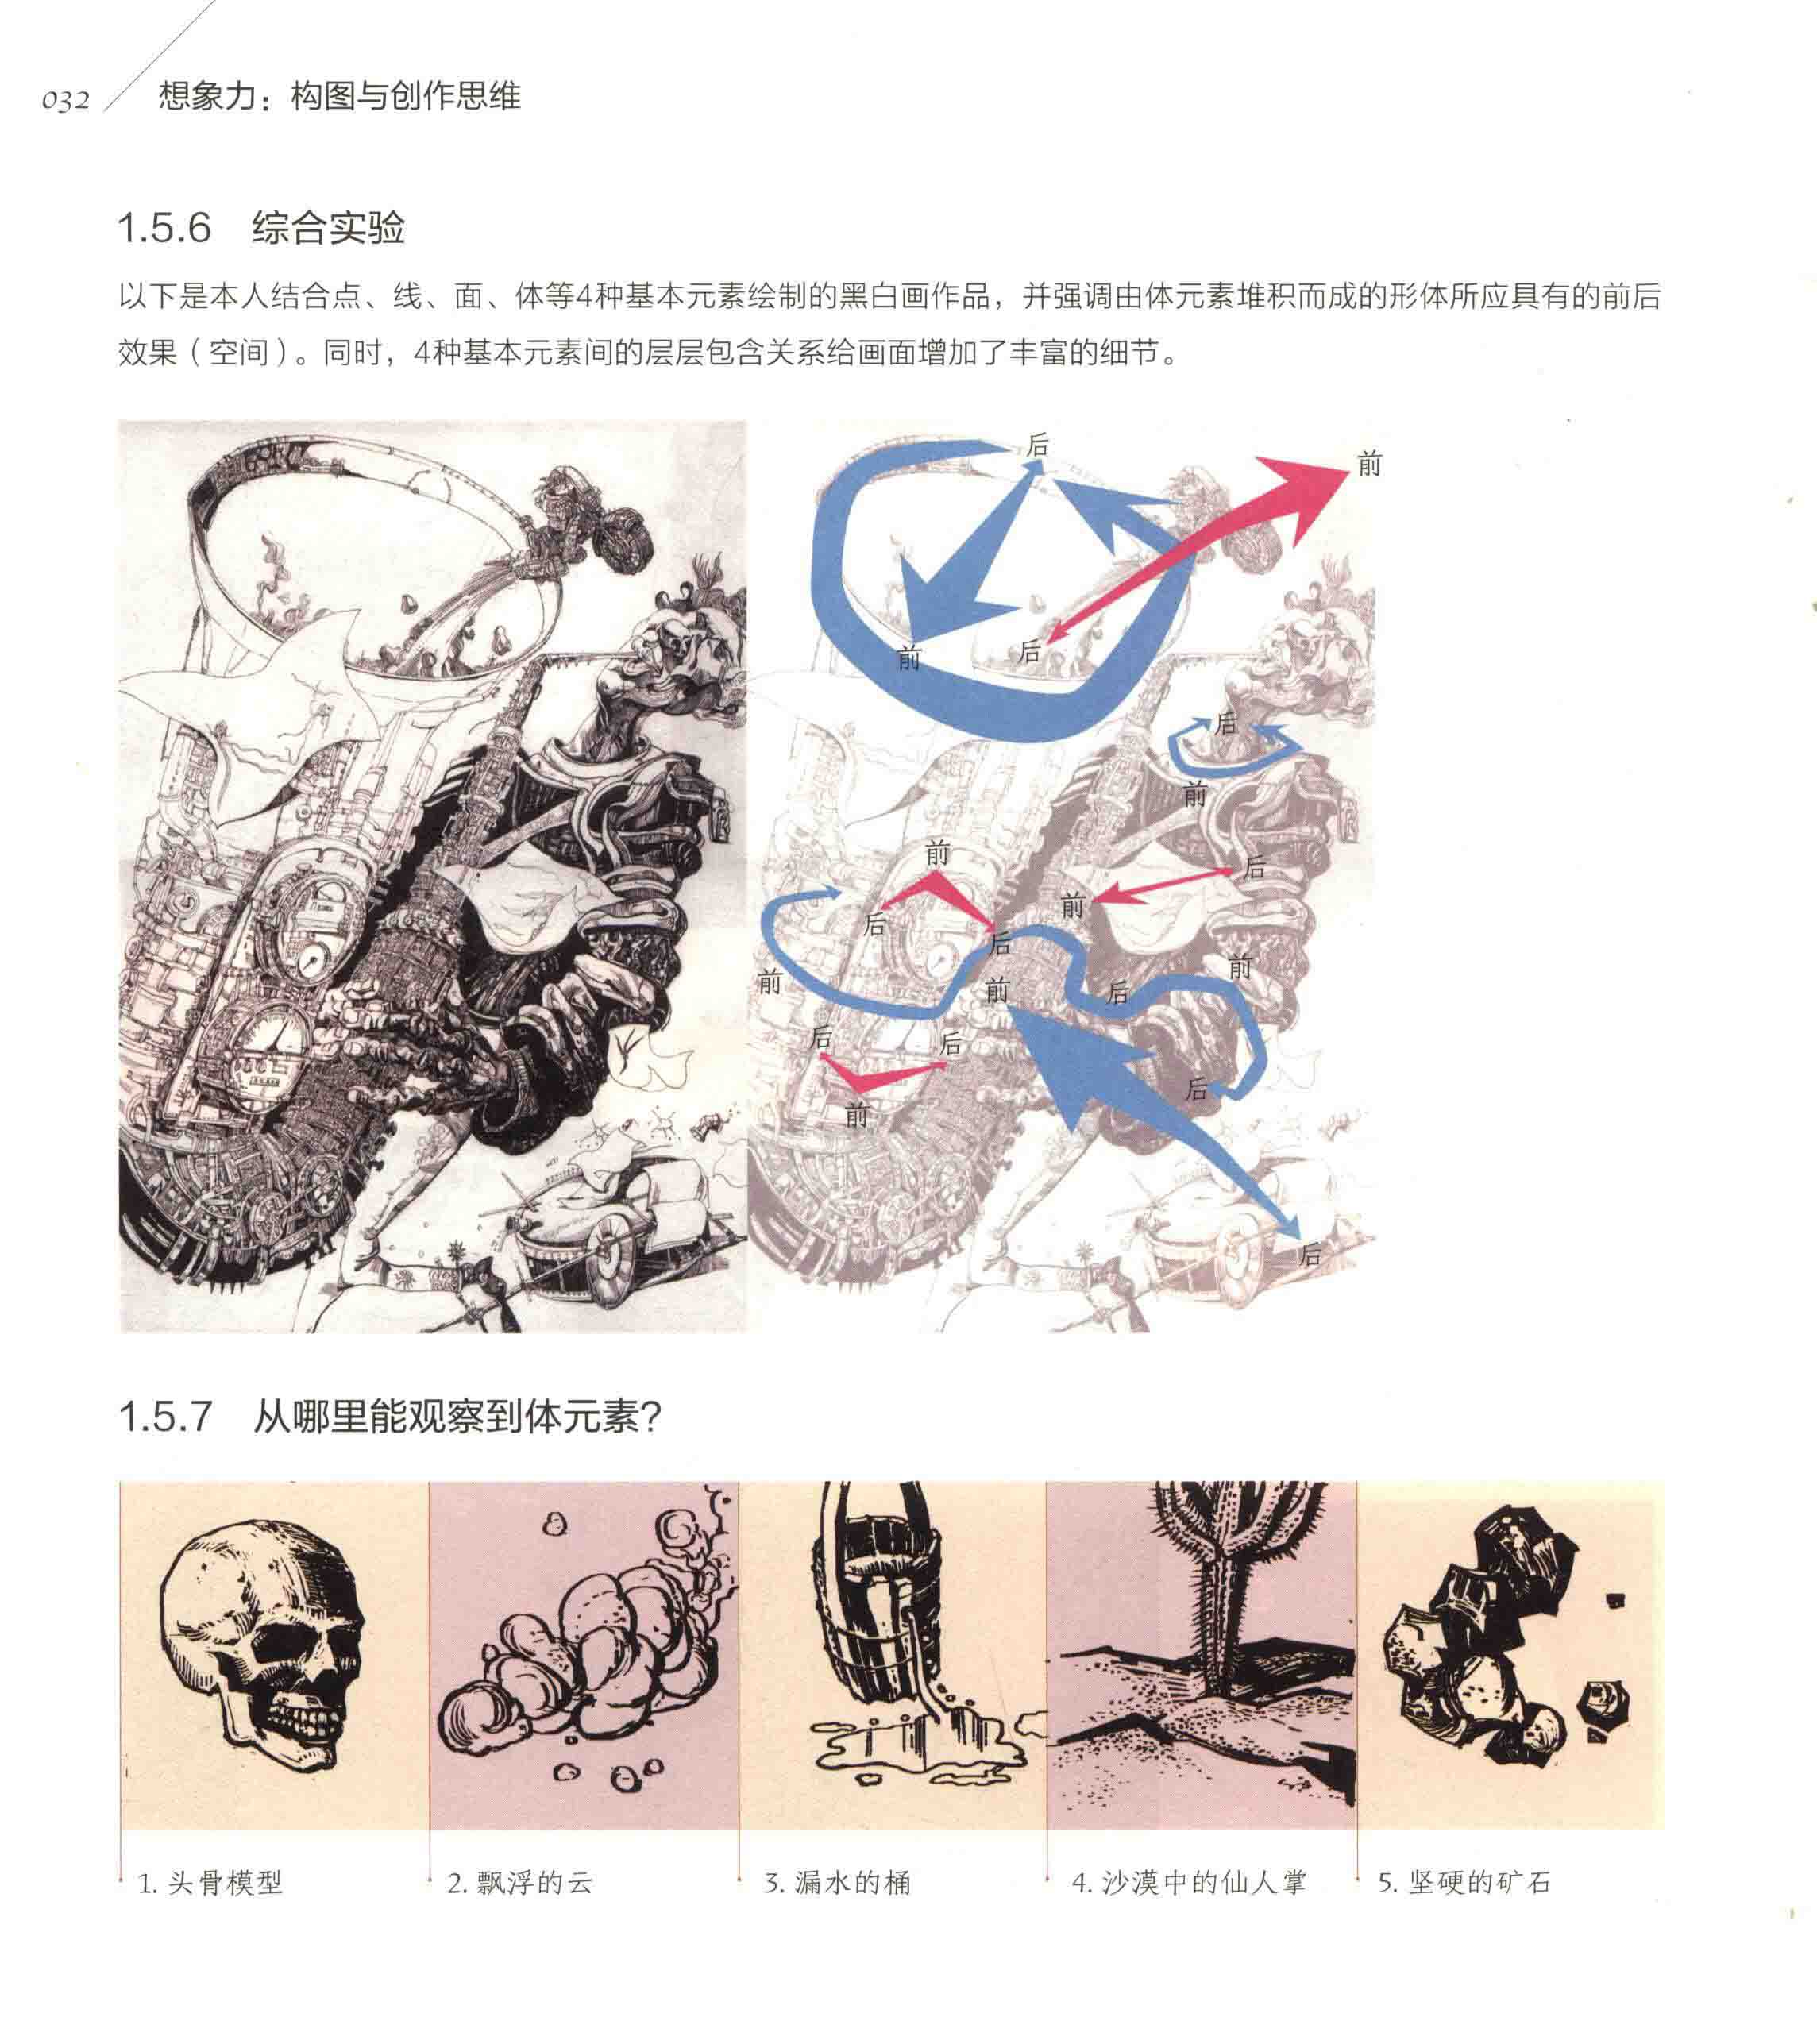 032
想象力：构图与创作思维
1.5.6 综合实验
以下是本人结合点、线、面、体等4种基本元素绘制的黑白画作品，并强调由体元素堆积而成的形体所应具有的前后
效果（空间）。同时，4种基本元素间的层层包含关系给画面增加了丰富的细节。
后
前
前
后
后
前
前
后
后
前
后
前
前
前
后
后
后
后
前
后
1.5.7 从哪里能观察到体元素？
1. 头骨模型
2. 飘浮的云
3. 漏水的桶
4. 沙漠中的仙人掌
5. 坚硬的矿石